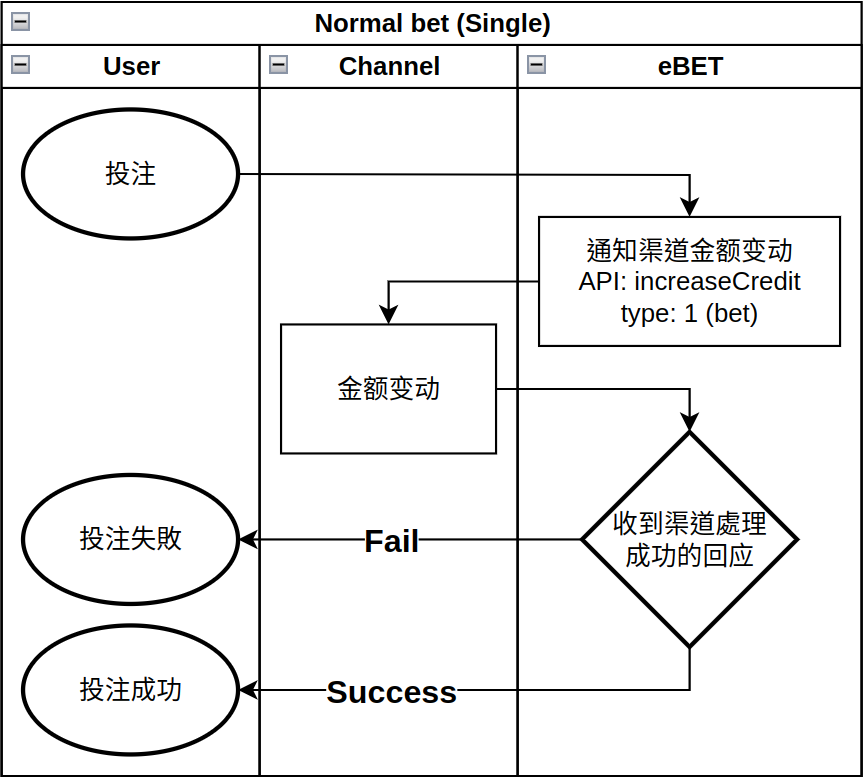 Normal bet (Single)
User
Channel
eBET
投注
通知渠道金额变动
API: increaseCredit
type: 1 (bet)
金额变动
收到渠道處理
成功的回应
投注失敗
Fail
投注成功
Success